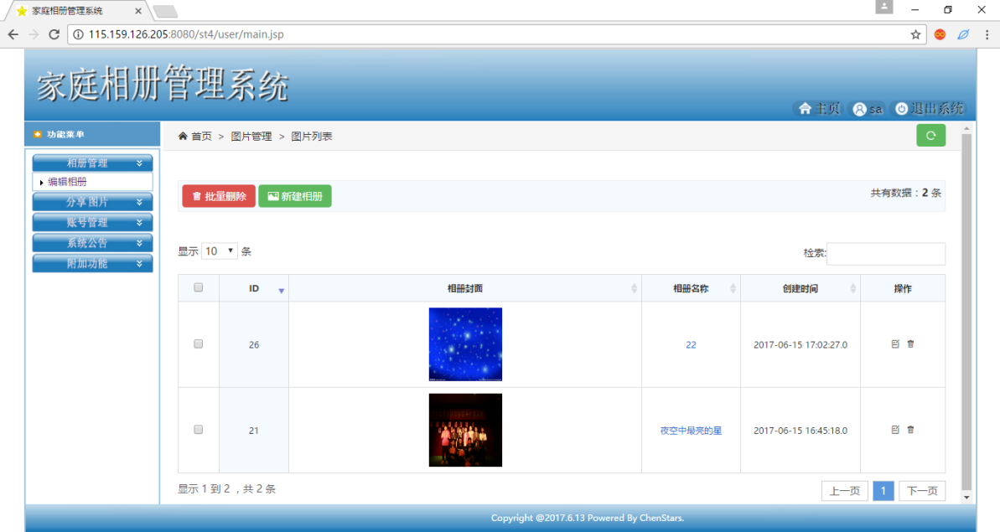 家庭相册管理系统
115.159.126.205:8080/st4/user/main.jsp
家庭相册管理系统
主页 sa 退出系统
功能菜单
首页 > 图片管理 > 图片列表
相册管理
编辑相册
分享图片
账号管理
系统公告
附加功能
批量删除 新建相册 共有数据：2 条
显示 10 条 检索:
ID 相册封面 相册名称 创建时间 操作
26 22 2017-06-15 17:02:27.0
21 夜空中最亮的星 2017-06-15 16:45:18.0
显示 1 到 2 ，共 2 条 上一页 1 下一页
Copyright @2017.6.13 Powered By ChenStars.